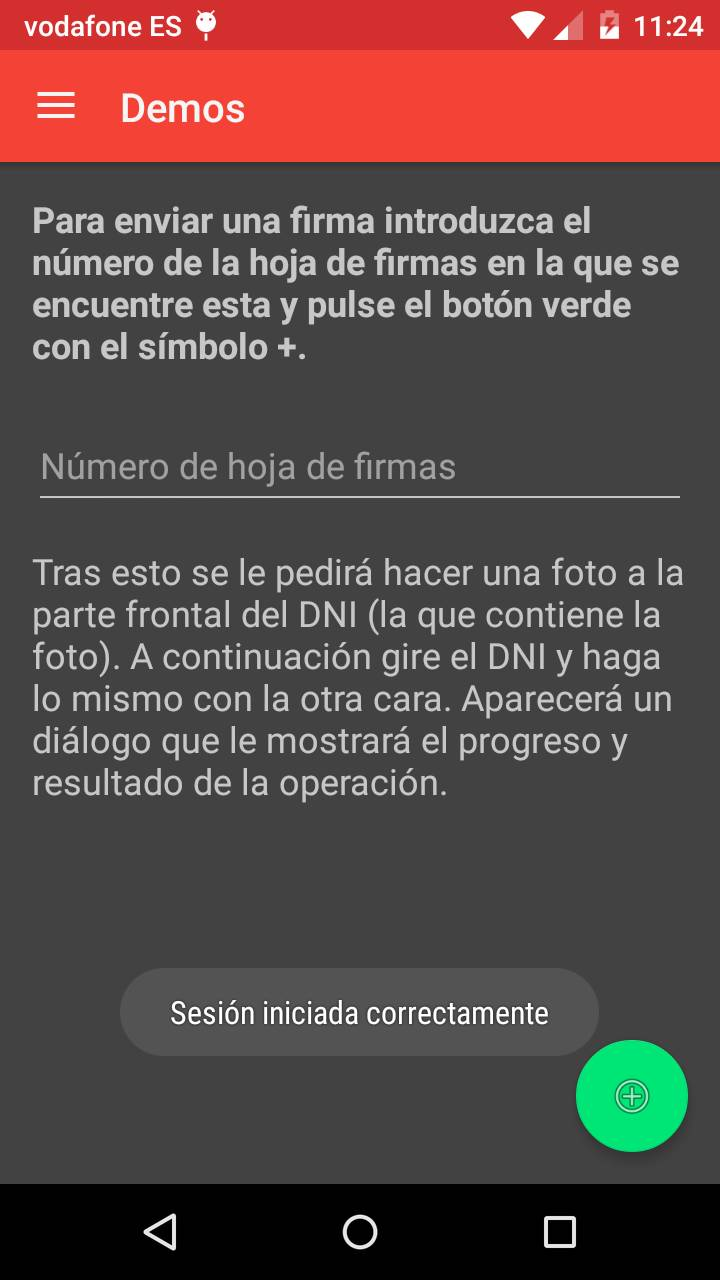 vodafone ES
11:24
Demos
Para enviar una firma introduzca el
número de la hoja de firmas en la que se
encuentre esta y pulse el botón verde
con el símbolo +.
Número de hoja de firmas
Tras esto se le pedirá hacer una foto a la
parte frontal del DNI (la que contiene la
foto). A continuación gire el DNI y haga
lo mismo con la otra cara. Aparecerá un
diálogo que le mostrará el progreso y
resultado de la operación.
Sesión iniciada correctamente